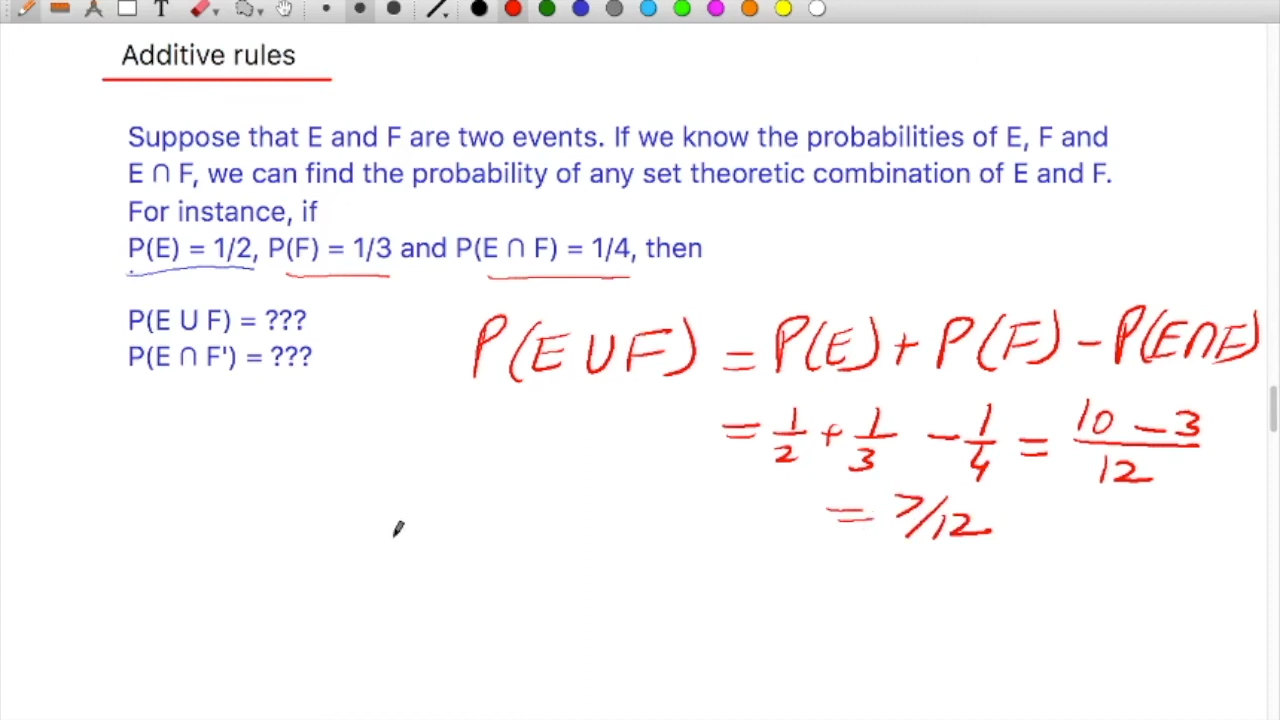 Additive rules
Suppose that E and F are two events. If we know the probabilities of E, F and
E ∩ F, we can find the probability of any set theoretic combination of E and F.
For instance, if
P(E) = 1/2, P(F) = 1/3 and P(E ∩ F) = 1/4, then
P(E U F) = ???
P(E ∩ F') = ???
P(E U F) = P(E) + P(F) - P(E∩F)
= 1/2 + 1/3 - 1/4 = (10 - 3)/12
= 7/12